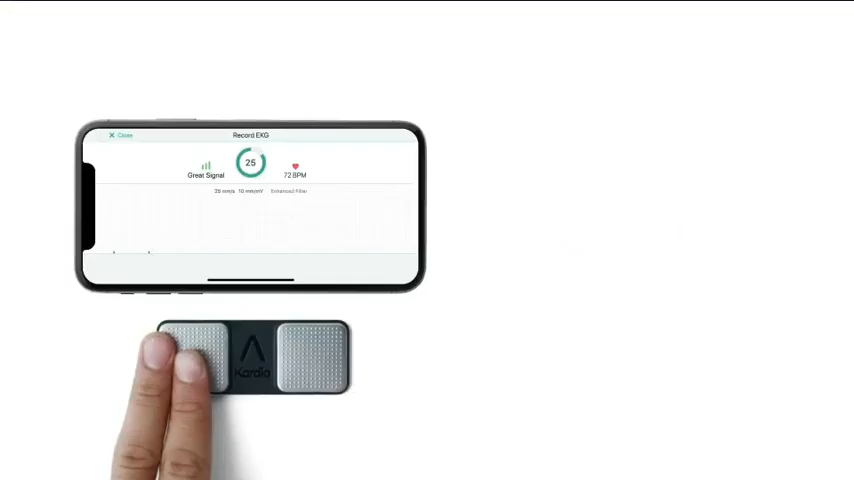 Close
Record EKG
25
Great Signal
72 BPM
25 mm/s 10 mm/mV Enhanced Filter
Kardia